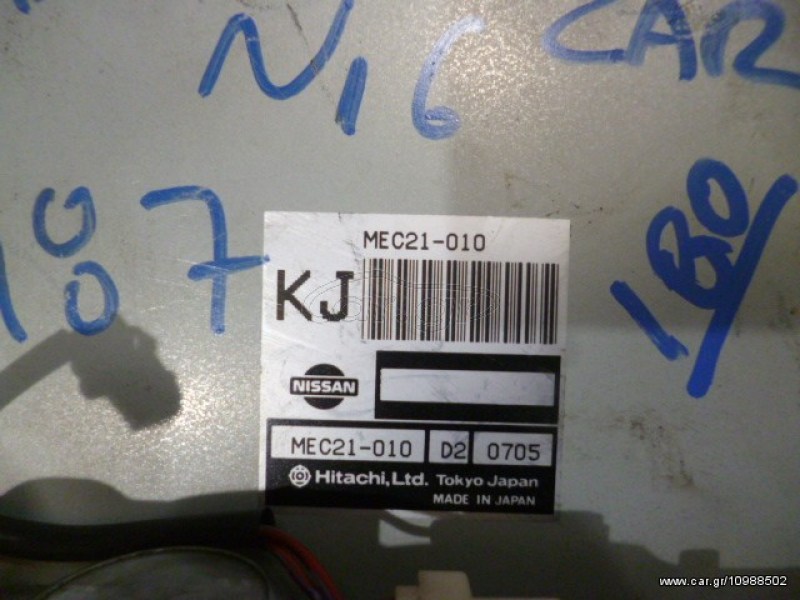 N16 CAR
1007
180/
MEC21-010
KJ
NISSAN
MEC21-010 D2 0705
Hitachi, Ltd. Tokyo Japan
MADE IN JAPAN
www.car.gr/10988502